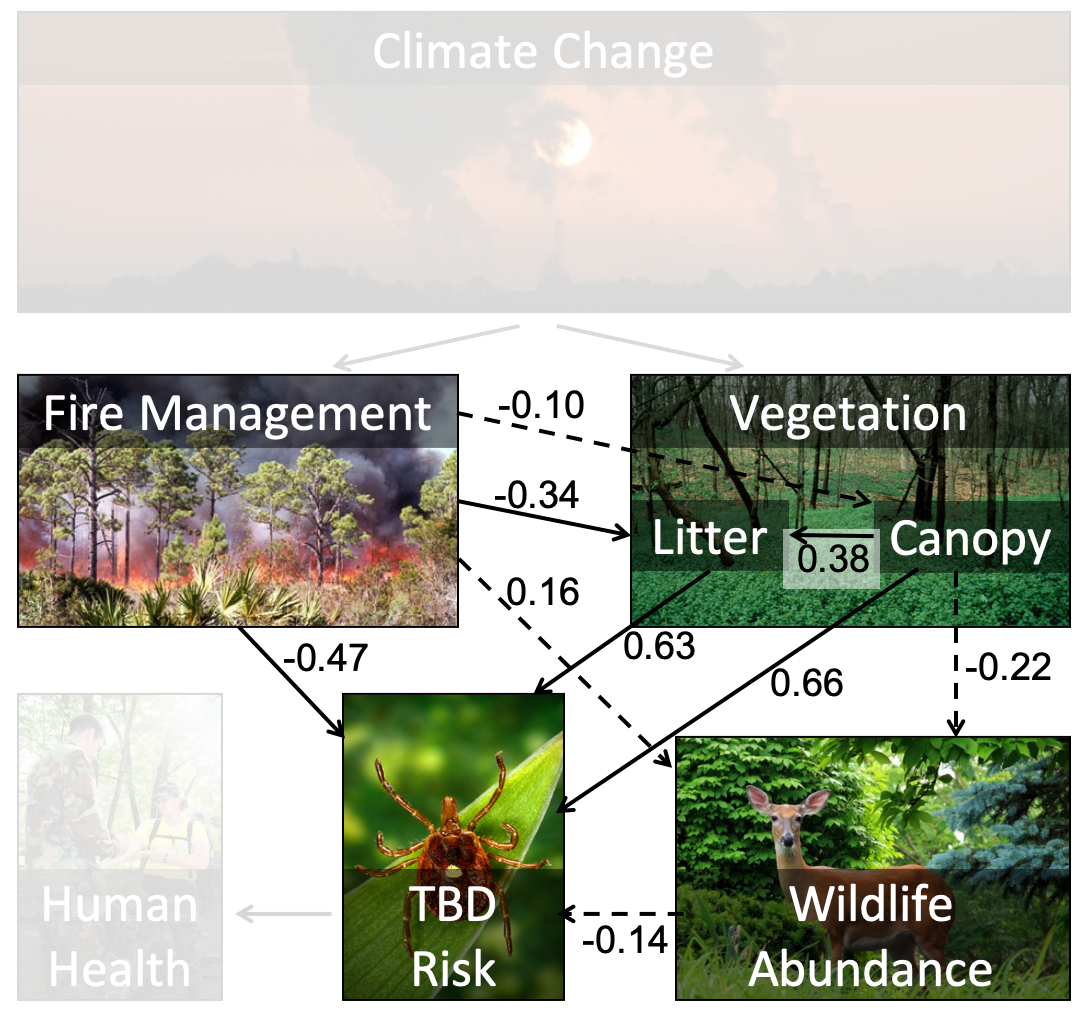 Climate Change
Fire Management
-0.10
Vegetation
-0.34
Litter
0.38
Canopy
0.16
-0.47
0.63
0.66
-0.22
Human
Health
TBD
Risk
-0.14
Wildlife
Abundance